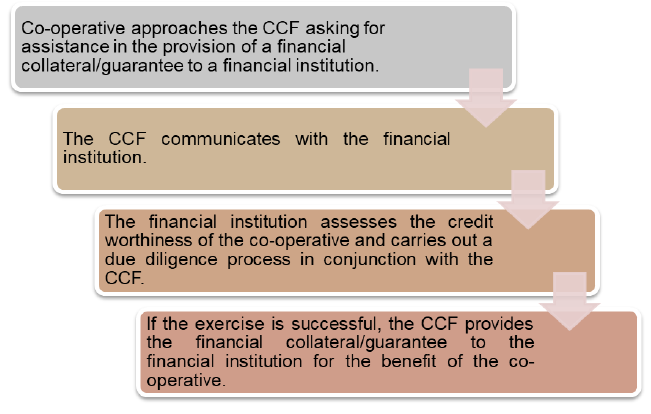 Co-operative approaches the CCF asking for
assistance in the provision of a financial
collateral/guarantee to a financial institution.
The CCF communicates with the financial
institution.
The financial institution assesses the credit
worthiness of the co-operative and carries out a
due diligence process in conjunction with the
CCF.
If the exercise is successful, the CCF provides
the financial collateral/guarantee to the
financial institution for the benefit of the co-
operative.